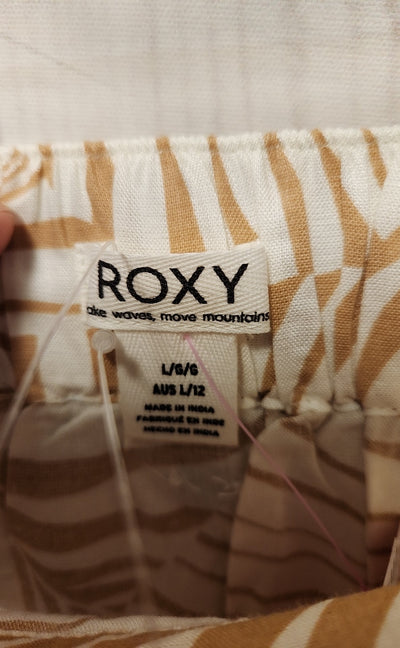 ROXY
ake waves, move mountains
L/G/G
AUS L/12
MADE IN INDIA
FABRIQUÉ EN INDE
HECHO EN INDIA